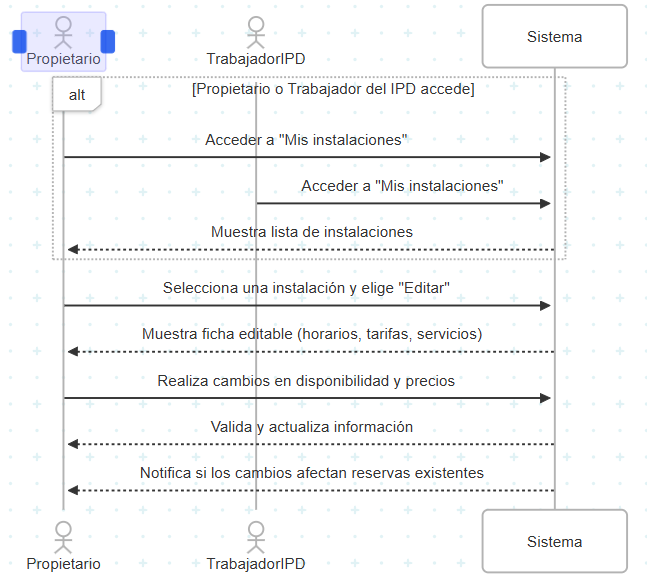 Propietario
TrabajadorIPD
Sistema
alt
[Propietario o Trabajador del IPD accede]
Acceder a "Mis instalaciones"
Acceder a "Mis instalaciones"
Muestra lista de instalaciones
Selecciona una instalación y elige "Editar"
Muestra ficha editable (horarios, tarifas, servicios)
Realiza cambios en disponibilidad y precios
Valida y actualiza información
Notifica si los cambios afectan reservas existentes
Propietario
TrabajadorIPD
Sistema